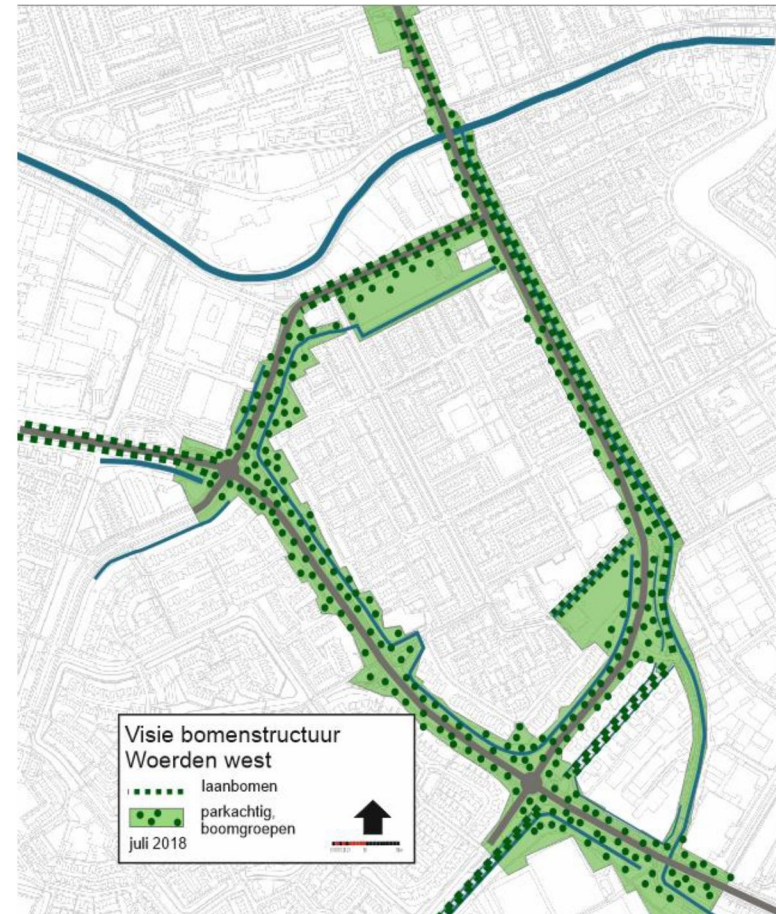 Visie bomenstructuur
Woerden west
laanbomen
parkachtig,
boomgroepen
juli 2018